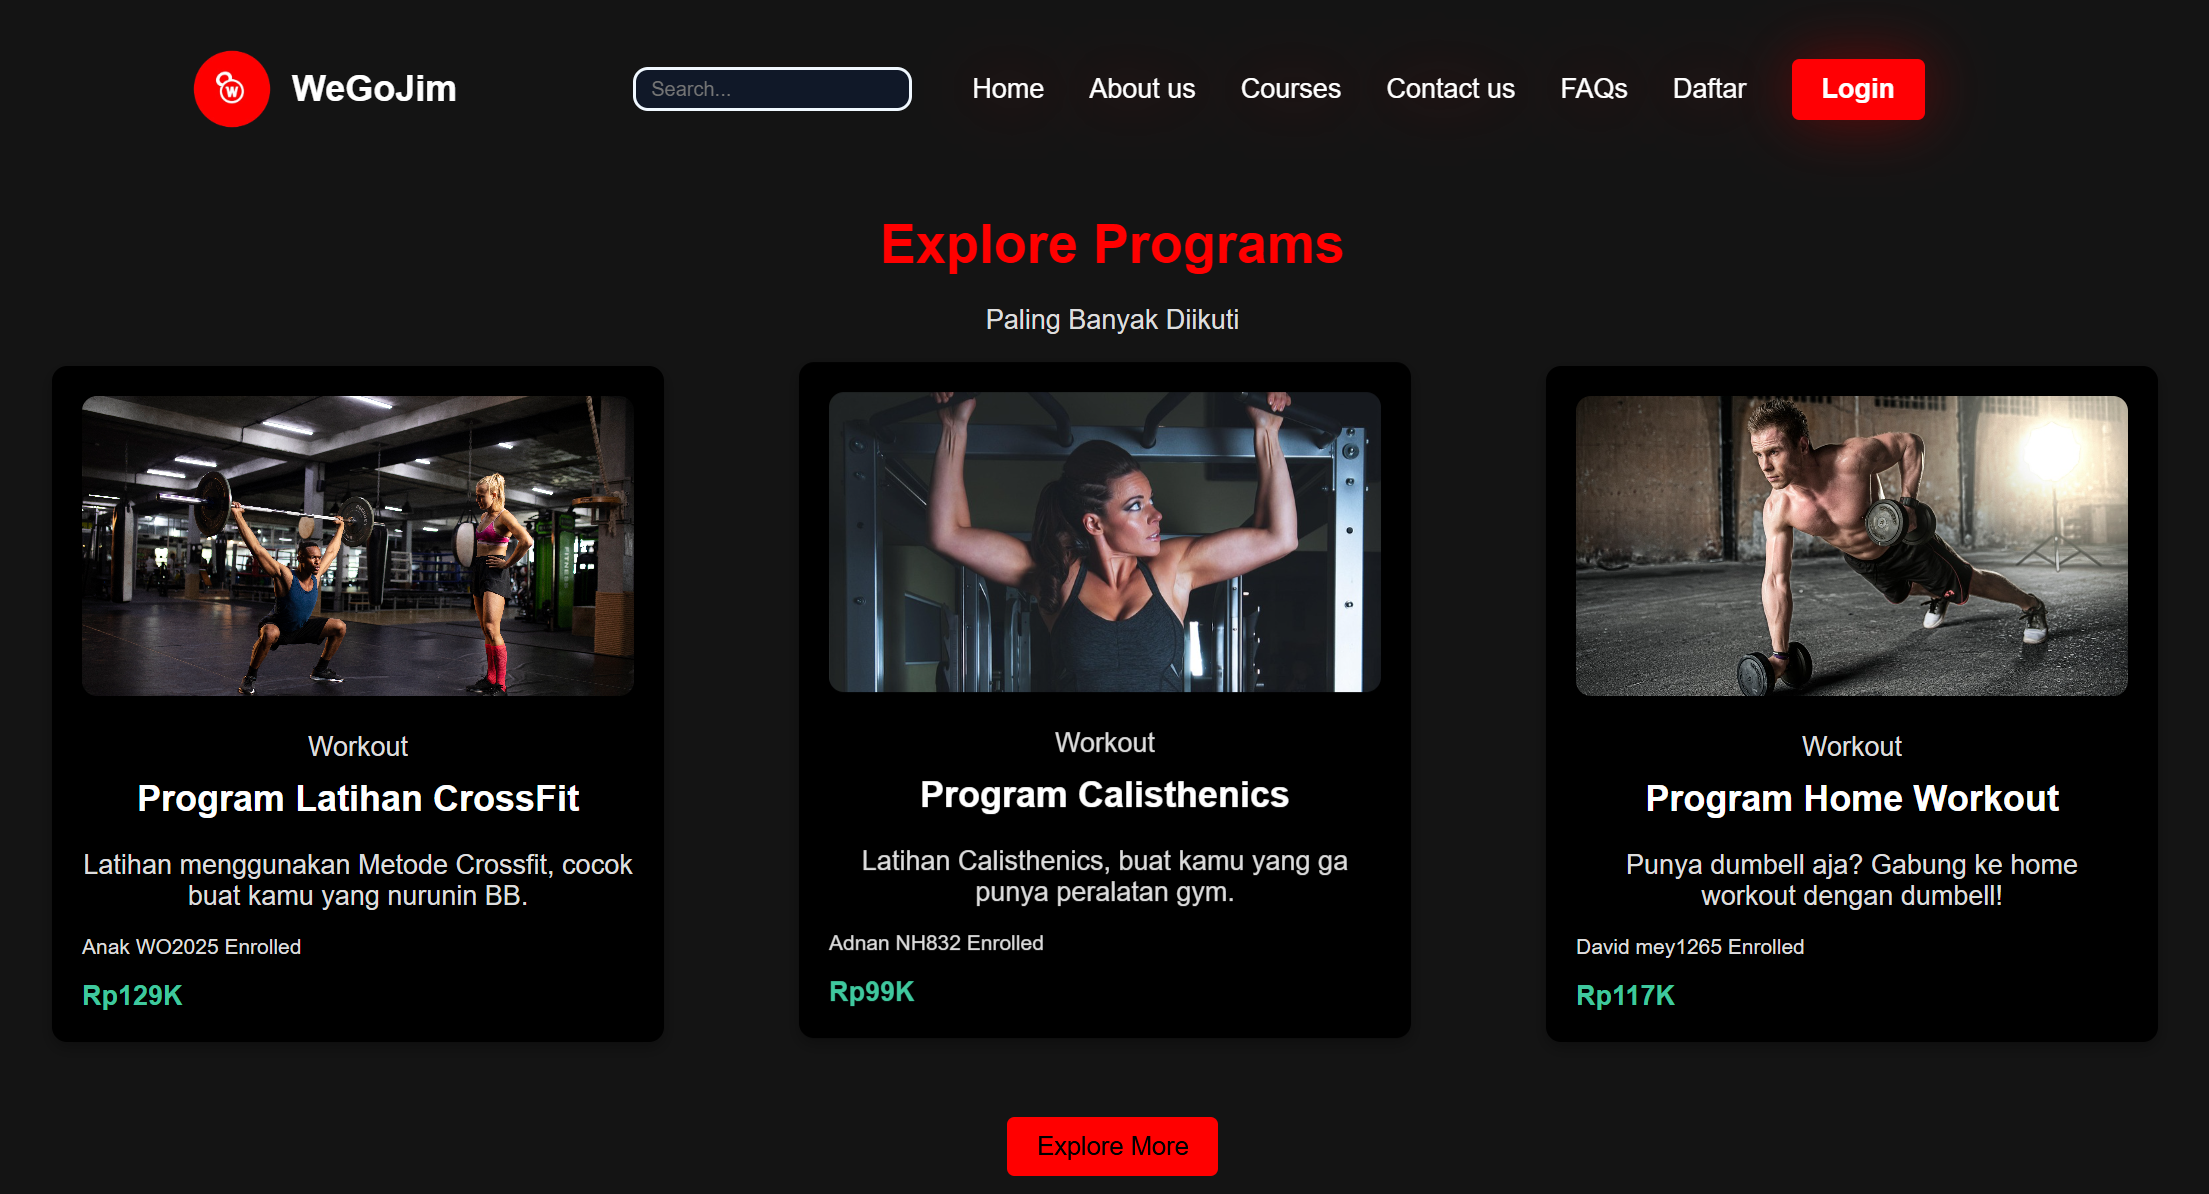 W
WeGoJim
Search...
Home
About us
Courses
Contact us
FAQs
Daftar
Login
Explore Programs
Paling Banyak Diikuti
FITNESS
Workout
Program Latihan CrossFit
Latihan menggunakan Metode Crossfit, cocok
buat kamu yang nurunin BB.
Anak WO2025 Enrolled
Rp129K
Workout
Program Calisthenics
Latihan Calisthenics, buat kamu yang ga
punya peralatan gym.
Adnan NH832 Enrolled
Rp99K
Workout
Program Home Workout
Punya dumbell aja? Gabung ke home
workout dengan dumbell!
David mey1265 Enrolled
Rp117K
Explore More